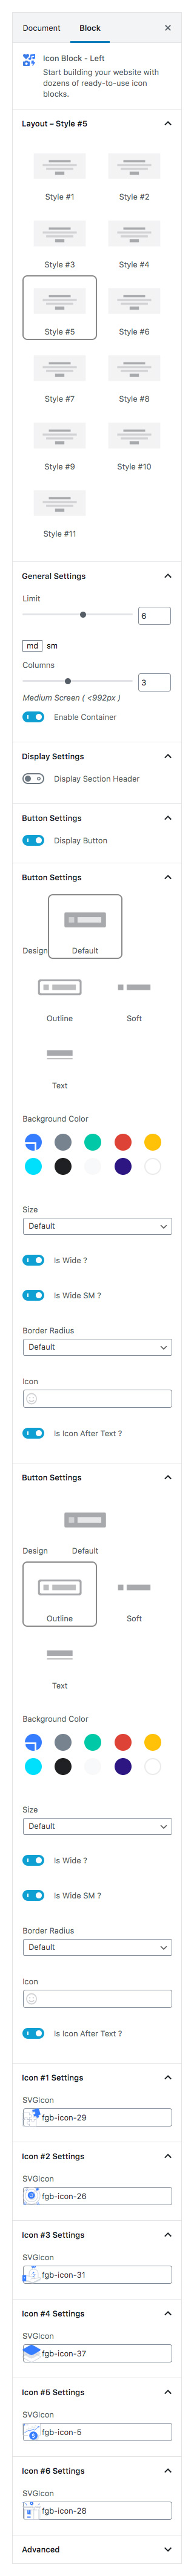 Document Block ×
Icon Block - Left
Start building your website with
dozens of ready-to-use icon
blocks.
Layout – Style #5
Style #1 Style #2
Style #3 Style #4
Style #5 Style #6
Style #7 Style #8
Style #9 Style #10
Style #11
General Settings
Limit
6
md sm
Columns
3
Medium Screen ( <992px )
Enable Container
Display Settings
Display Section Header
Button Settings
Display Button
Button Settings
Design Default
Outline Soft
Text
Background Color
Size
Default
Is Wide ?
Is Wide SM ?
Border Radius
Default
Icon
Is Icon After Text ?
Button Settings
Design Default
Outline Soft
Text
Background Color
Size
Default
Is Wide ?
Is Wide SM ?
Border Radius
Default
Icon
Is Icon After Text ?
Icon #1 Settings
SVGIcon
fgb-icon-29
Icon #2 Settings
SVGIcon
fgb-icon-26
Icon #3 Settings
SVGIcon
fgb-icon-31
Icon #4 Settings
SVGIcon
fgb-icon-37
Icon #5 Settings
SVGIcon
fgb-icon-5
Icon #6 Settings
SVGIcon
fgb-icon-28
Advanced